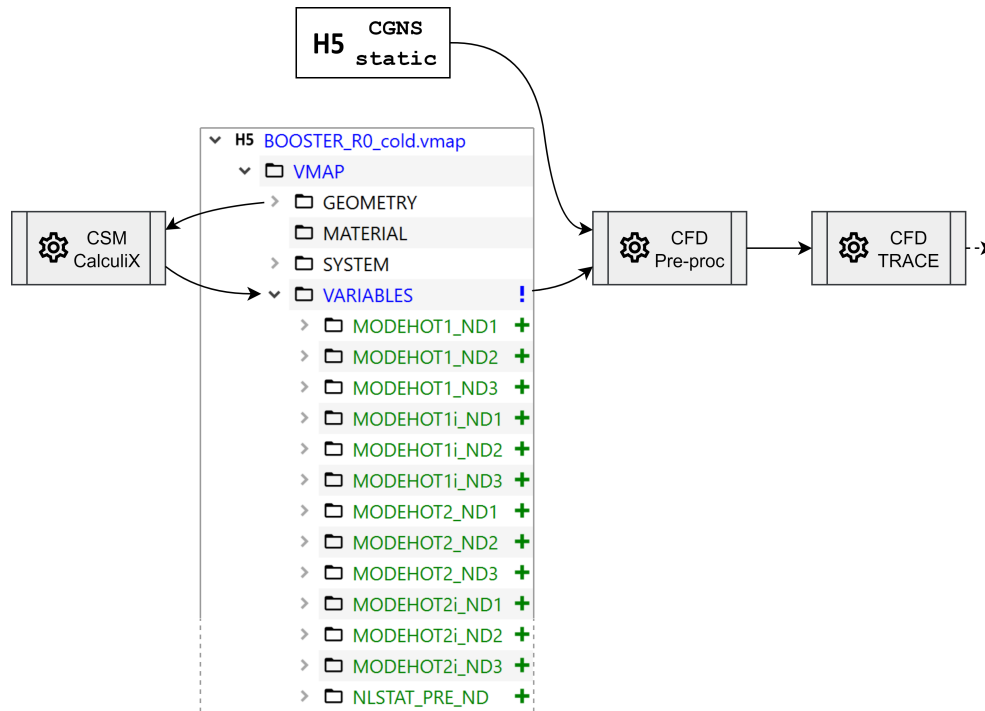 H5 CGNS
static
H5 BOOSTER_R0_cold.vmap
VMAP
GEOMETRY
MATERIAL
SYSTEM
VARIABLES !
MODEHOT1_ND1 +
MODEHOT1_ND2 +
MODEHOT1_ND3 +
MODEHOT1i_ND1 +
MODEHOT1i_ND2 +
MODEHOT1i_ND3 +
MODEHOT2_ND1 +
MODEHOT2_ND2 +
MODEHOT2_ND3 +
MODEHOT2i_ND1 +
MODEHOT2i_ND2 +
MODEHOT2i_ND3 +
NLSTAT_PRE_ND +
CSM
CalculiX
CFD
Pre-proc
CFD
TRACE